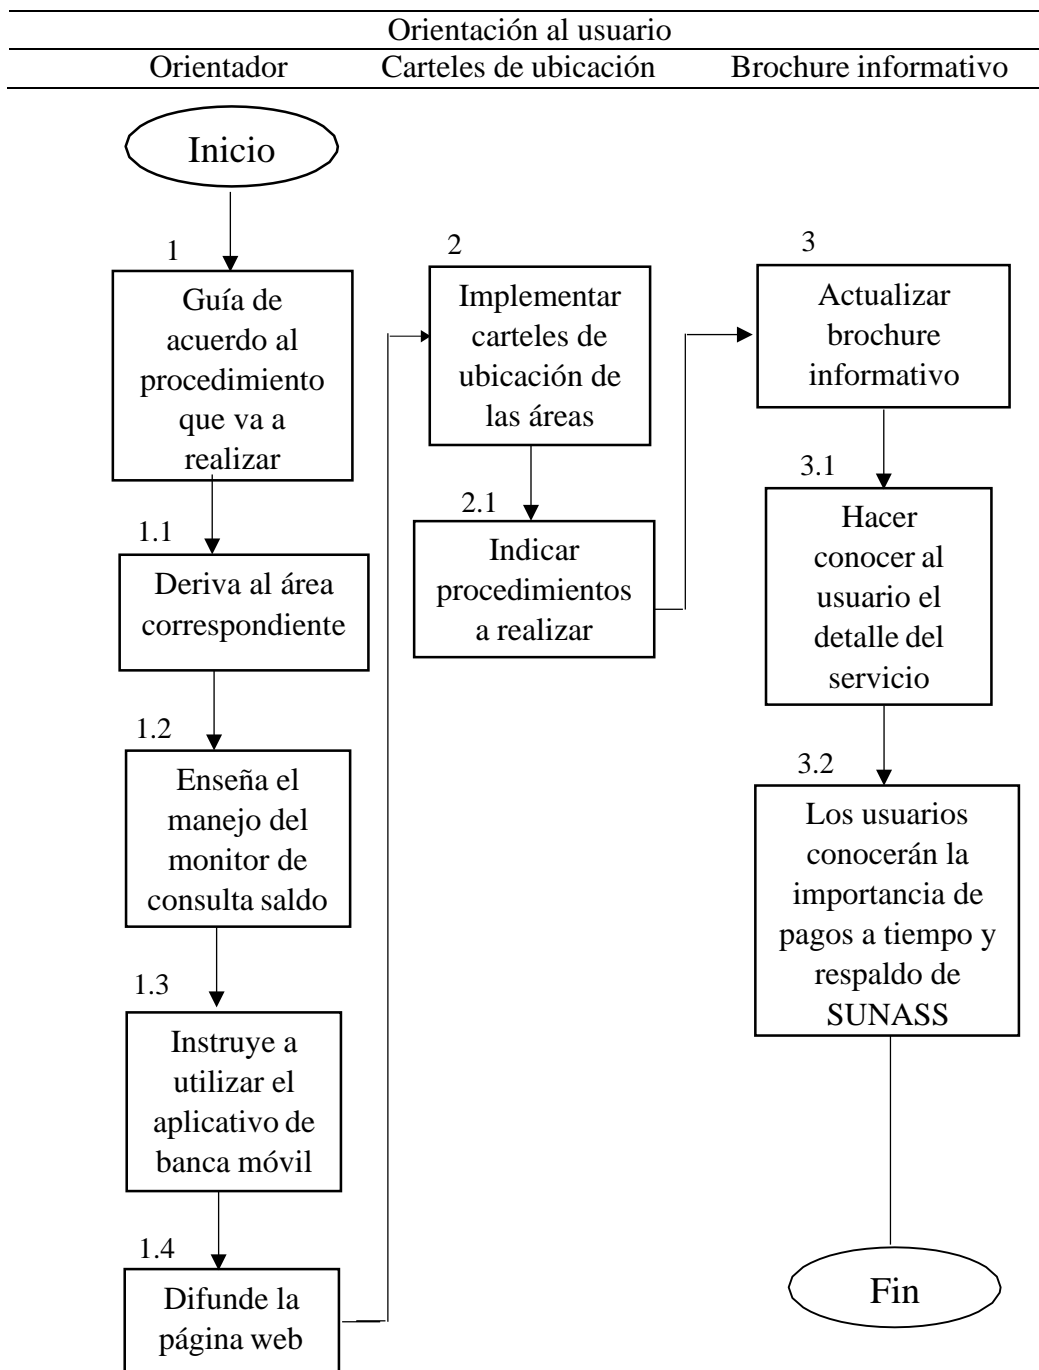 Orientación al usuario
Orientador
Carteles de ubicación
Brochure informativo
Inicio
1
Guía de
acuerdo al
procedimiento
que va a
realizar
1.1
Deriva al área
correspondiente
1.2
Enseña el
manejo del
monitor de
consulta saldo
1.3
Instruye a
utilizar el
aplicativo de
banca móvil
1.4
Difunde la
página web
2
Implementar
carteles de
ubicación de
las áreas
2.1
Indicar
procedimientos
a realizar
3
Actualizar
brochure
informativo
3.1
Hacer
conocer al
usuario el
detalle del
servicio
3.2
Los usuarios
conocerán la
importancia de
pagos a tiempo y
respaldo de
SUNASS
Fin